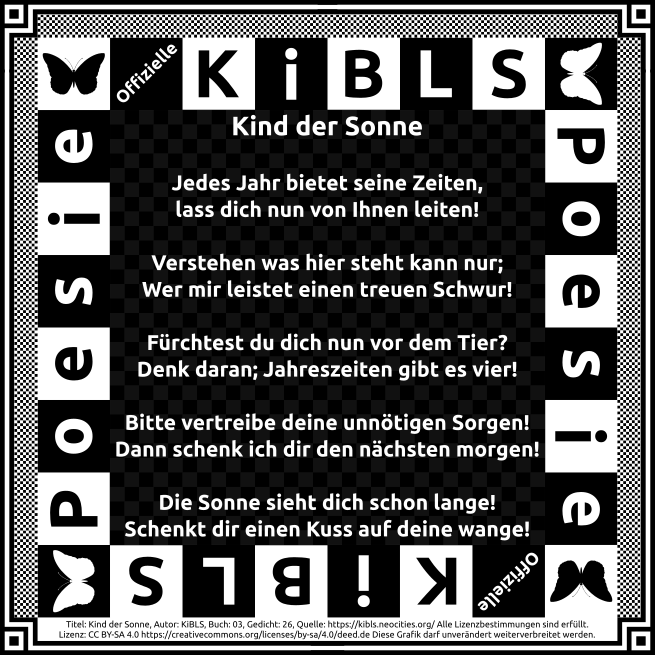 Offizielle KiBLS
Poesie
Poesie
Kind der Sonne
Jedes Jahr bietet seine Zeiten,
lass dich nun von Ihnen leiten!
Verstehen was hier steht kann nur;
Wer mir leistet einen treuen Schwur!
Fürchtest du dich nun vor dem Tier?
Denk daran; Jahreszeiten gibt es vier!
Bitte vertreibe deine unnötigen Sorgen!
Dann schenk ich dir den nächsten morgen!
Die Sonne sieht dich schon lange!
Schenkt dir einen Kuss auf deine wange!
Offizielle KiBLS
Titel: Kind der Sonne, Autor: KiBLS, Buch: 03, Gedicht: 26, Quelle: https://kibls.neocities.org/ Alle Lizenzbestimmungen sind erfüllt.
Lizenz: CC BY-SA 4.0 https://creativecommons.org/licenses/by-sa/4.0/deed.de Diese Grafik darf unverändert weiterverbreitet werden.